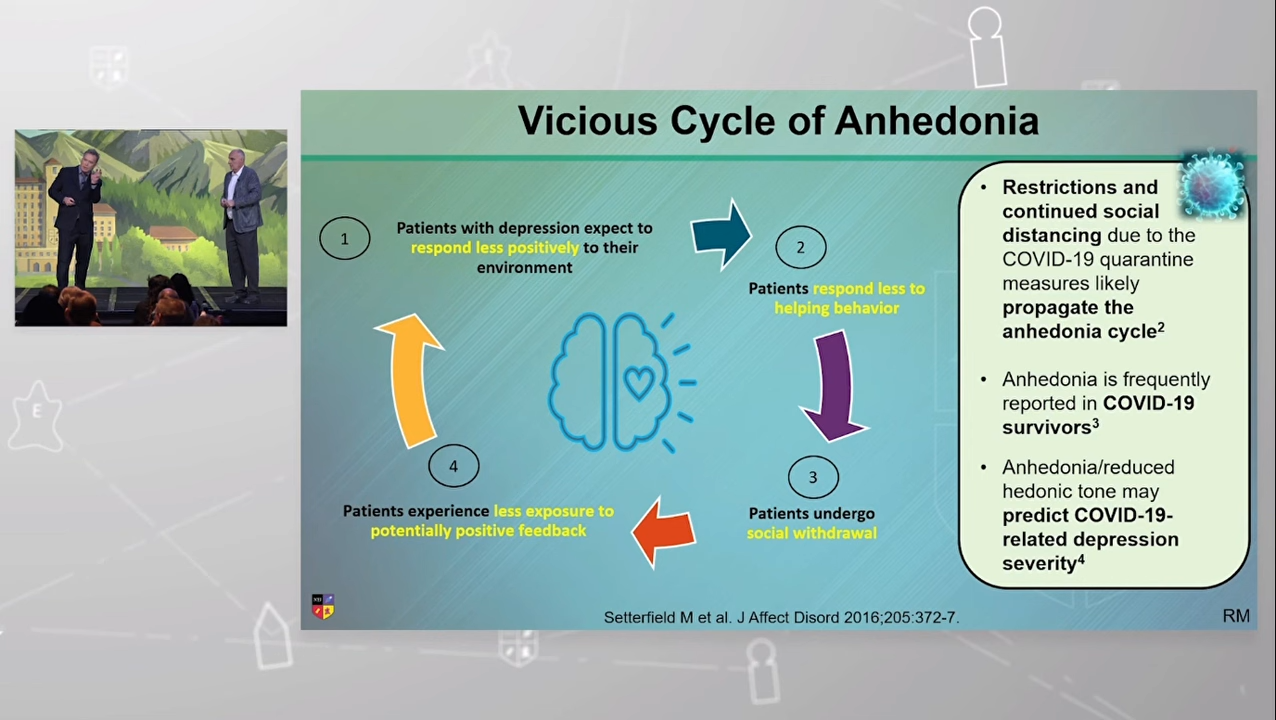 Vicious Cycle of Anhedonia
1
Patients with depression expect to
respond less positively to their
environment
2
Patients respond less to
helping behavior
3
Patients undergo
social withdrawal
4
Patients experience less exposure to
potentially positive feedback
• Restrictions and
continued social
distancing due to the
COVID-19 quarantine
measures likely
propagate the
anhedonia cycle²
• Anhedonia is frequently
reported in COVID-19
survivors³
• Anhedonia/reduced
hedonic tone may
predict COVID-19-
related depression
severity⁴
Setterfield M et al. J Affect Disord 2016;205:372-7.
RM
E